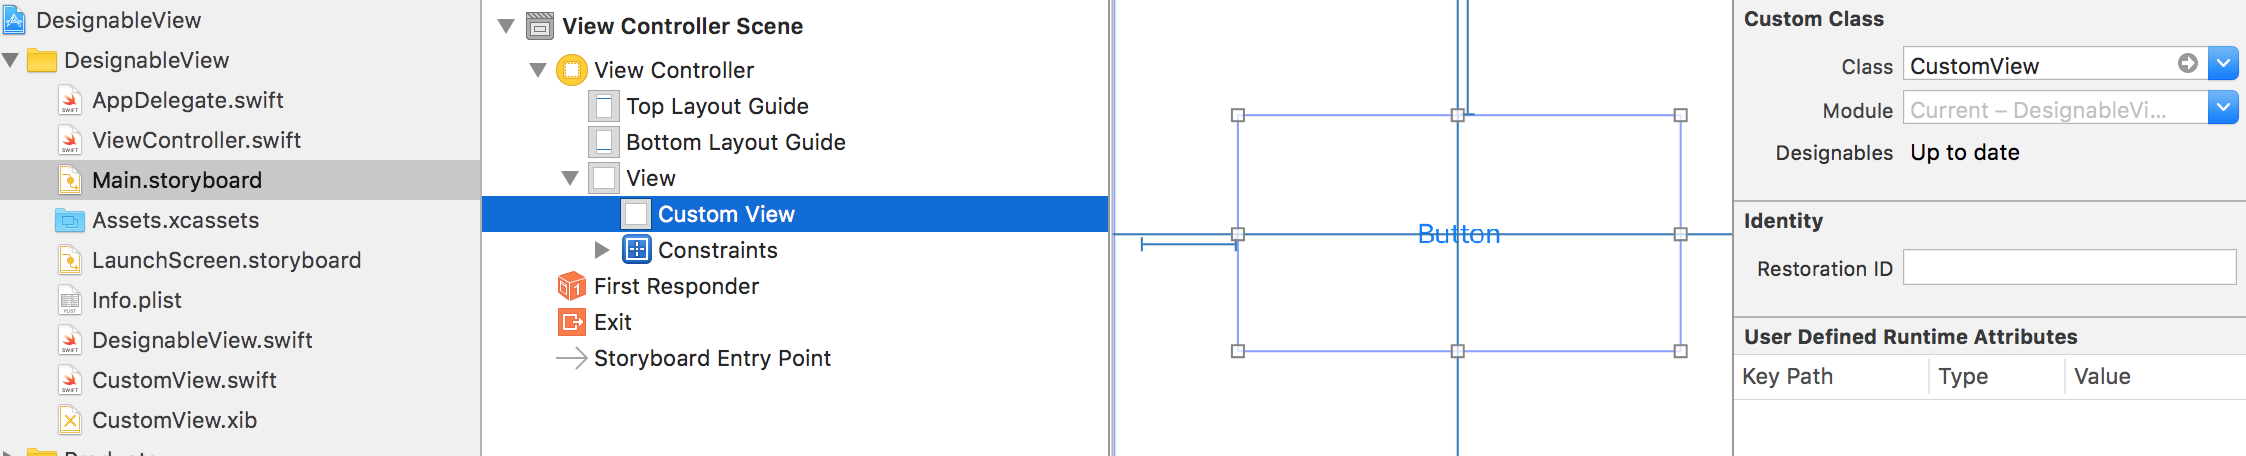 DesignableView
DesignableView
AppDelegate.swift
ViewController.swift
Main.storyboard
Assets.xcassets
LaunchScreen.storyboard
Info.plist
DesignableView.swift
CustomView.swift
CustomView.xib
View Controller Scene
View Controller
Top Layout Guide
Bottom Layout Guide
View
Custom View
Constraints
First Responder
Exit
Storyboard Entry Point
Button
Custom Class
Class CustomView
Module Current – DesignableVi...
Designables Up to date
Identity
Restoration ID
User Defined Runtime Attributes
Key Path Type Value